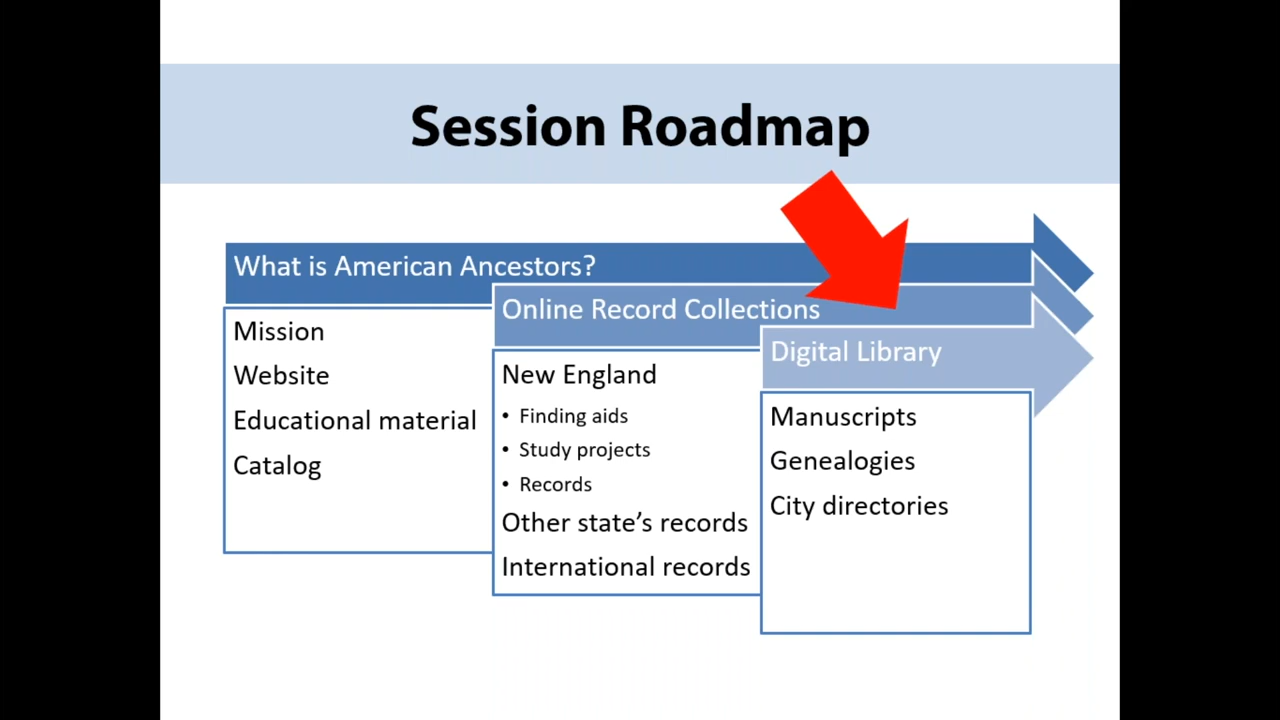 Session Roadmap
What is American Ancestors?
Mission
Website
Educational material
Catalog
Online Record Collections
New England
• Finding aids
• Study projects
• Records
Other state’s records
International records
Digital Library
Manuscripts
Genealogies
City directories